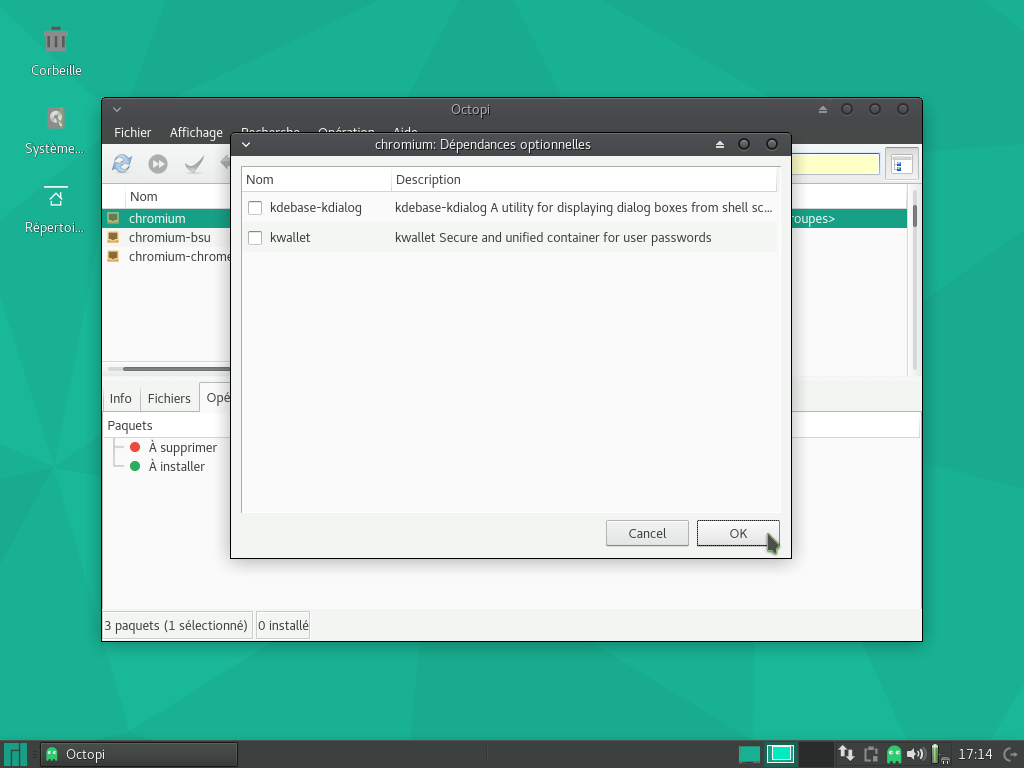 Corbeille
Système...
Répertoi...
Octopi
Fichier Affichage Recherche Opération Aide
chromium: Dépendances optionnelles
Nom
chromium
chromium-bsu
chromium-chrome
roupes>
Nom Description
kdebase-kdialog kdebase-kdialog A utility for displaying dialog boxes from shell sc...
kwallet kwallet Secure and unified container for user passwords
Cancel OK
Info Fichiers Opé
Paquets
À supprimer
À installer
3 paquets (1 sélectionné) 0 installé
Octopi 17:14